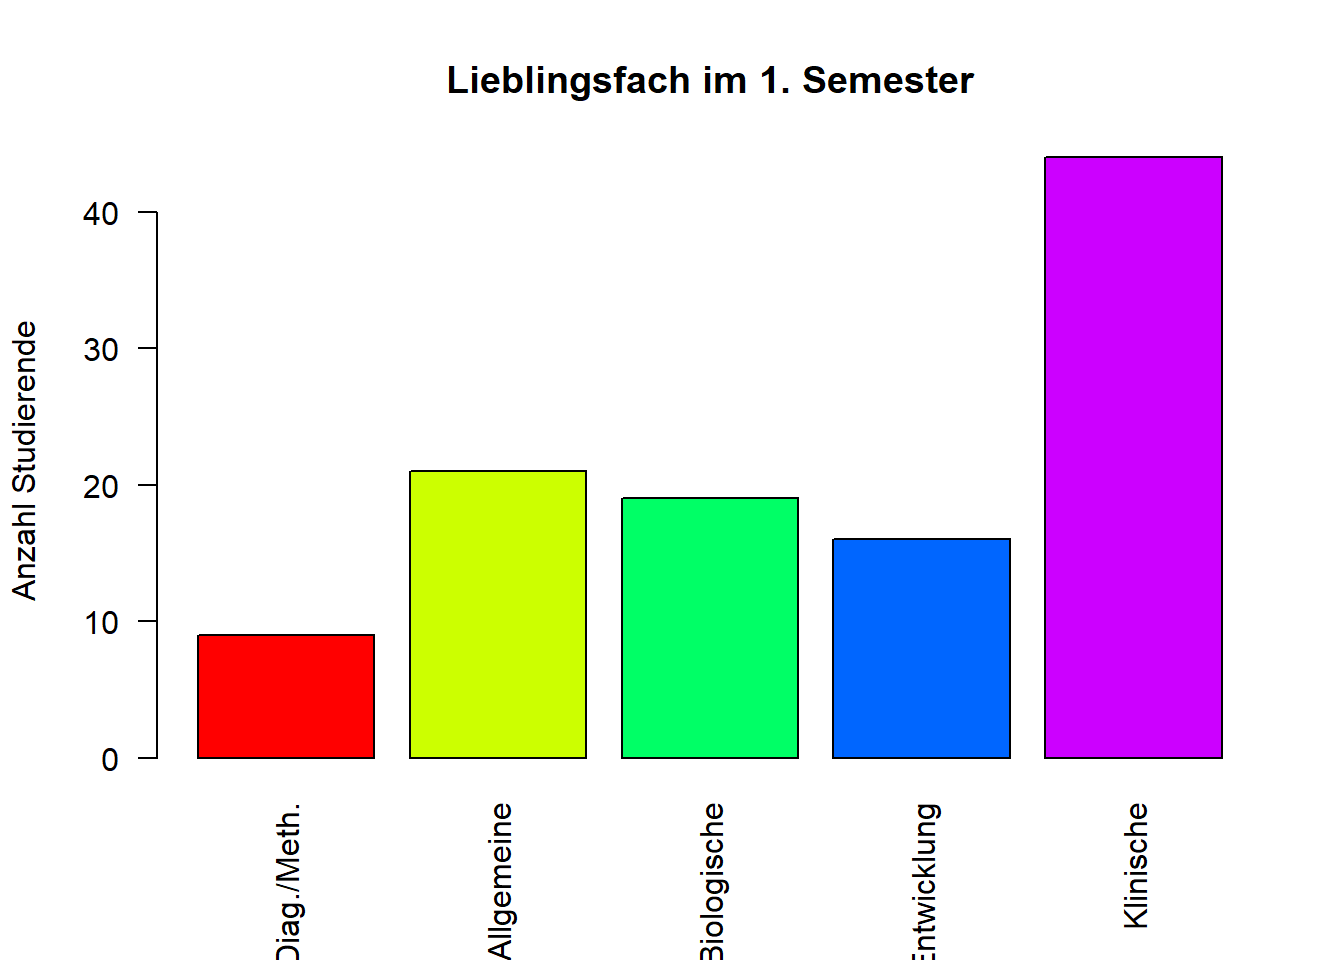 Lieblingsfach im 1. Semester
Anzahl Studierende
40
30
20
10
0
Diag./Meth.
Allgemeine
Biologische
Entwicklung
Klinische